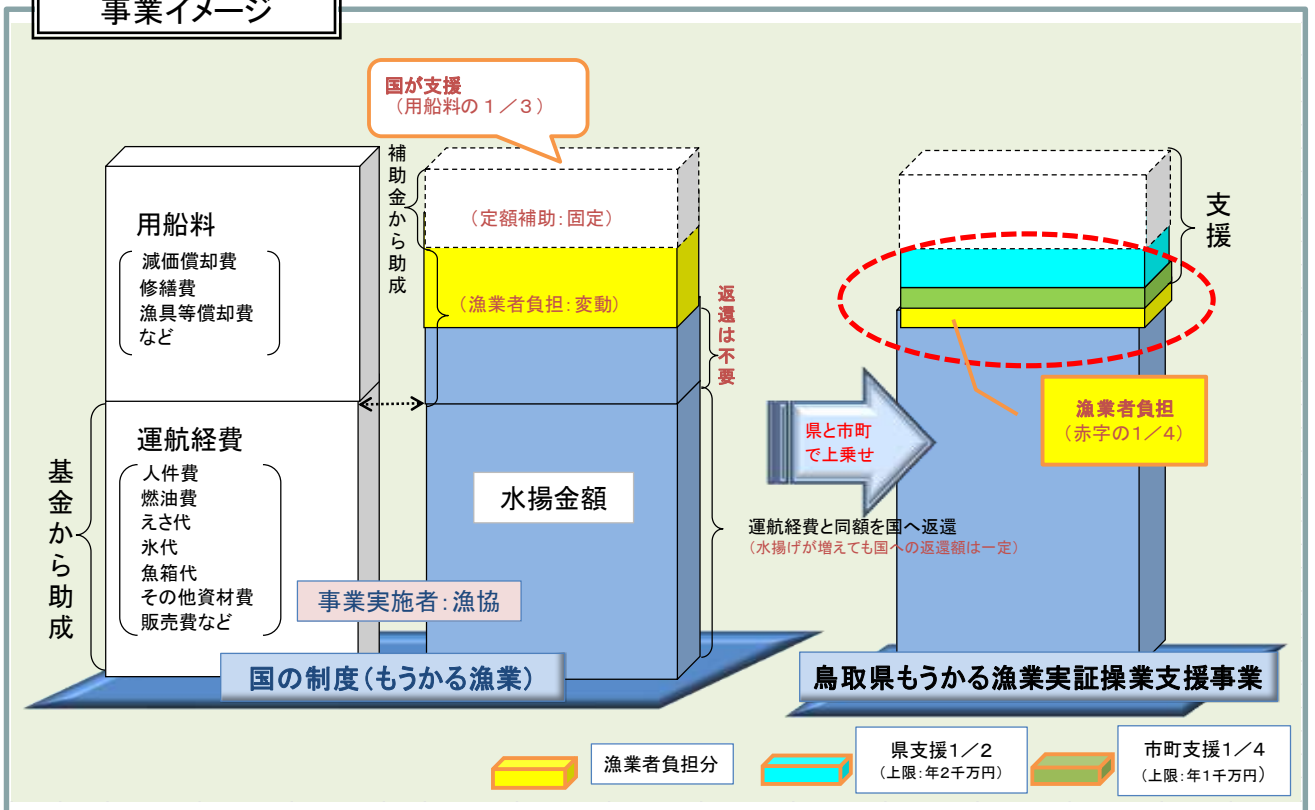 事業イメージ
国が支援
（用船料の１／３）
用船料
減価償却費
修繕費
漁具等償却費
など
補助金から助成
（定額補助：固定）
（漁業者負担：変動）
返還は不要
基金から助成
運航経費
人件費
燃油費
えさ代
氷代
魚箱代
その他資材費
販売費など
水揚金額
事業実施者：漁協
国の制度（もうかる漁業）
県と市町
で上乗せ
運航経費と同額を国へ返還
（水揚げが増えても国への返還額は一定）
支援
漁業者負担
（赤字の１／４）
鳥取県もうかる漁業実証操業支援事業
漁業者負担分
県支援１／２
（上限：年２千万円）
市町支援１／４
（上限：年１千万円）